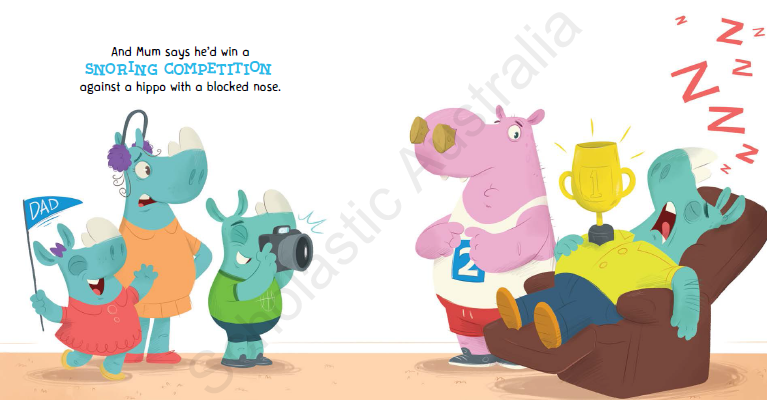 And Mum says he'd win a
SNORING COMPETITION
against a hippo with a blocked nose.
DAD
2
1
z
Z
z
z
Z
Z
z
z
z
Scholastic Australia